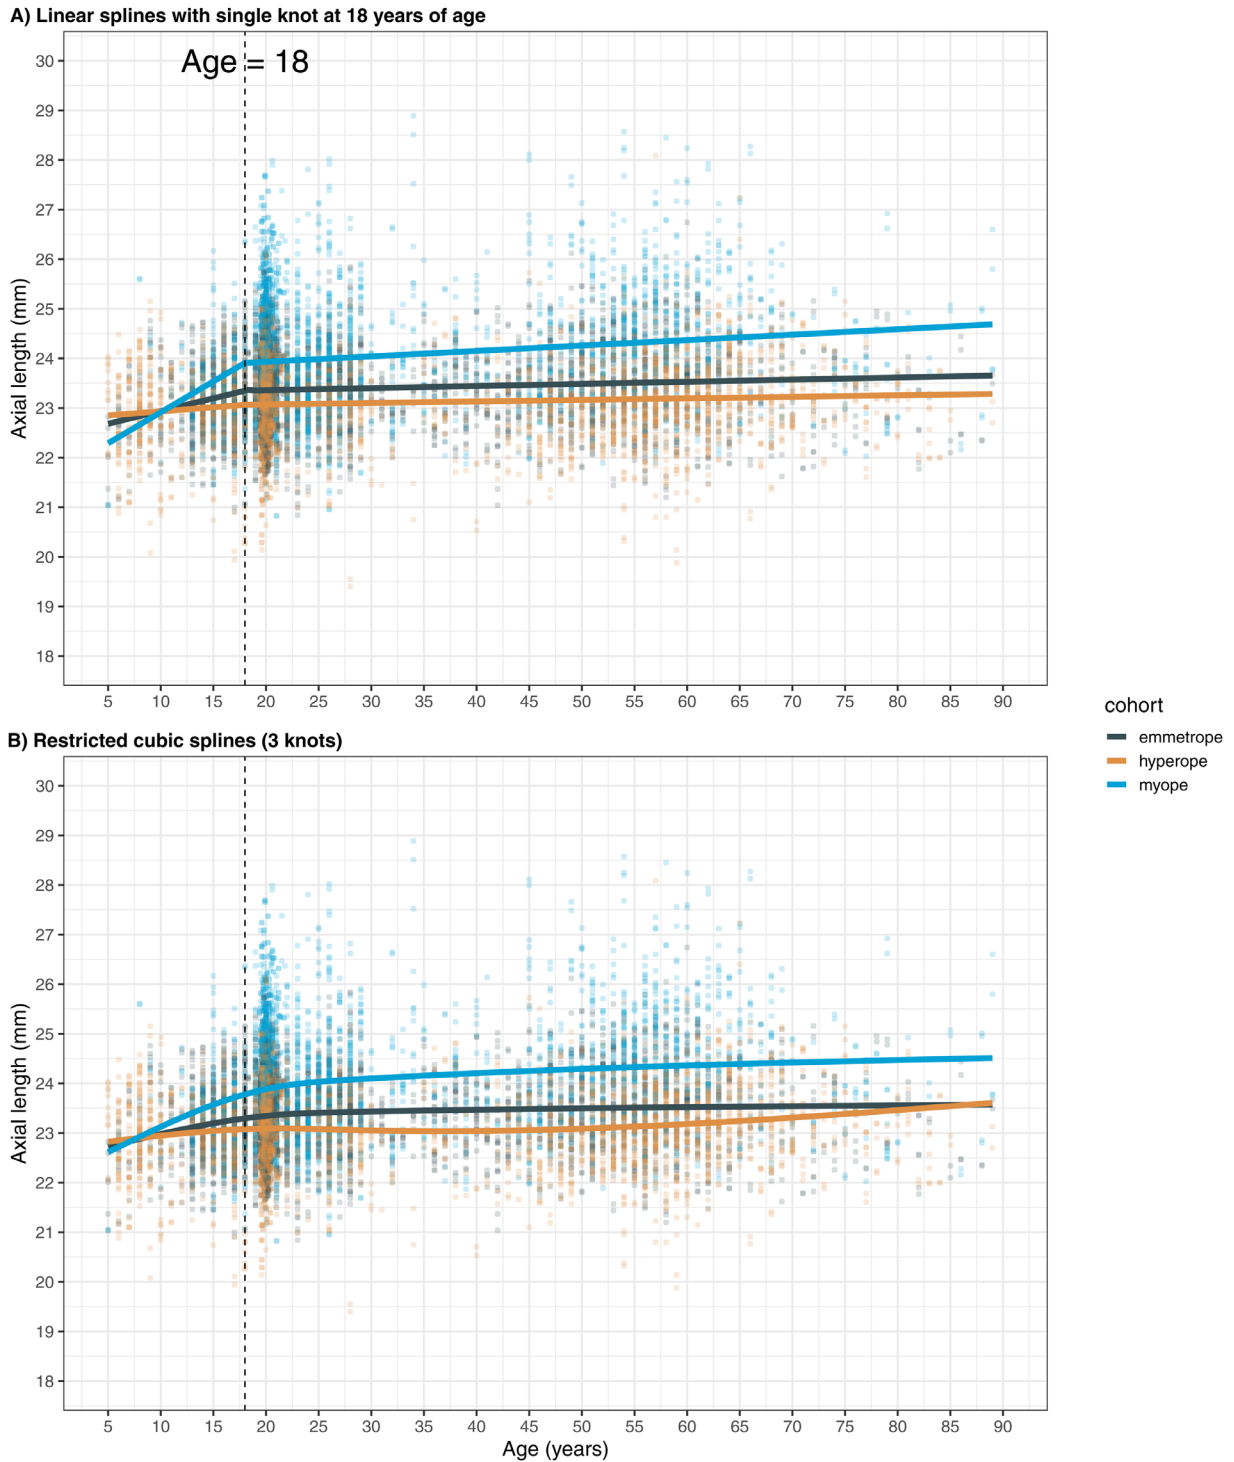 A) Linear splines with single knot at 18 years of age
Age = 18
Axial length (mm)
30
29
28
27
26
25
24
23
22
21
20
19
18
5 10 15 20 25 30 35 40 45 50 55 60 65 70 75 80 85 90
cohort
emmetrope
hyperope
myope
B) Restricted cubic splines (3 knots)
Axial length (mm)
30
29
28
27
26
25
24
23
22
21
20
19
18
5 10 15 20 25 30 35 40 45 50 55 60 65 70 75 80 85 90
Age (years)